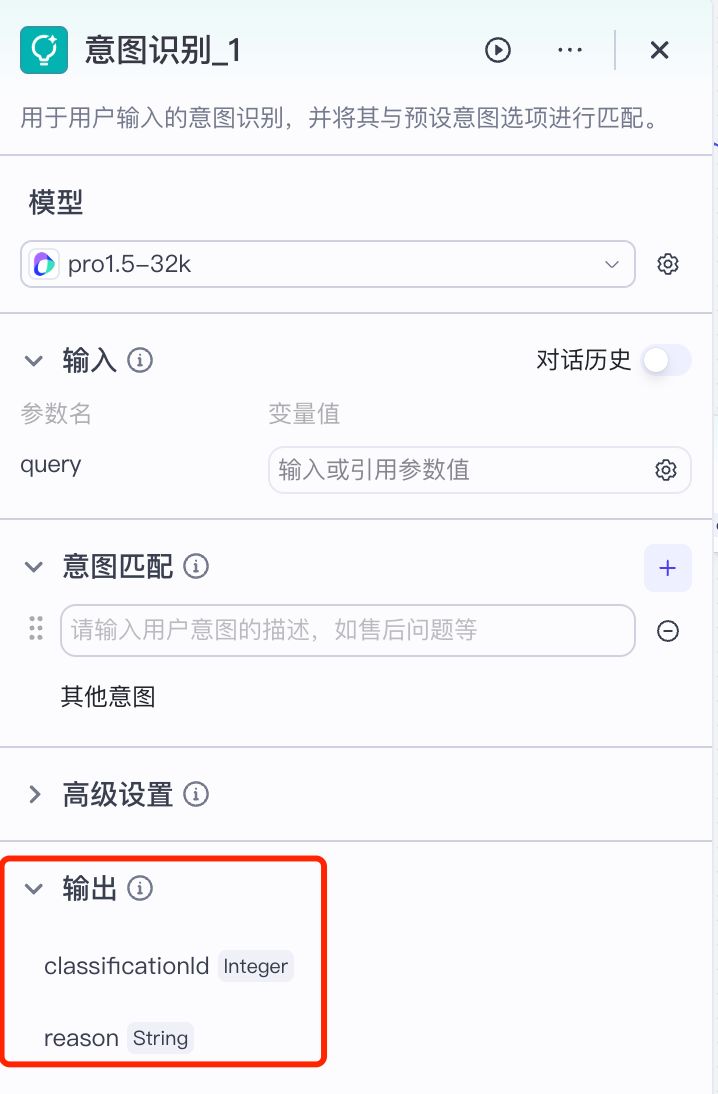 意图识别_1
用于用户输入的意图识别，并将其与预设意图选项进行匹配。
模型
pro1.5-32k
输入
对话历史
参数名 变量值
query 输入或引用参数值
意图匹配
请输入用户意图的描述，如售后问题等
其他意图
高级设置
输出
classificationId Integer
reason String